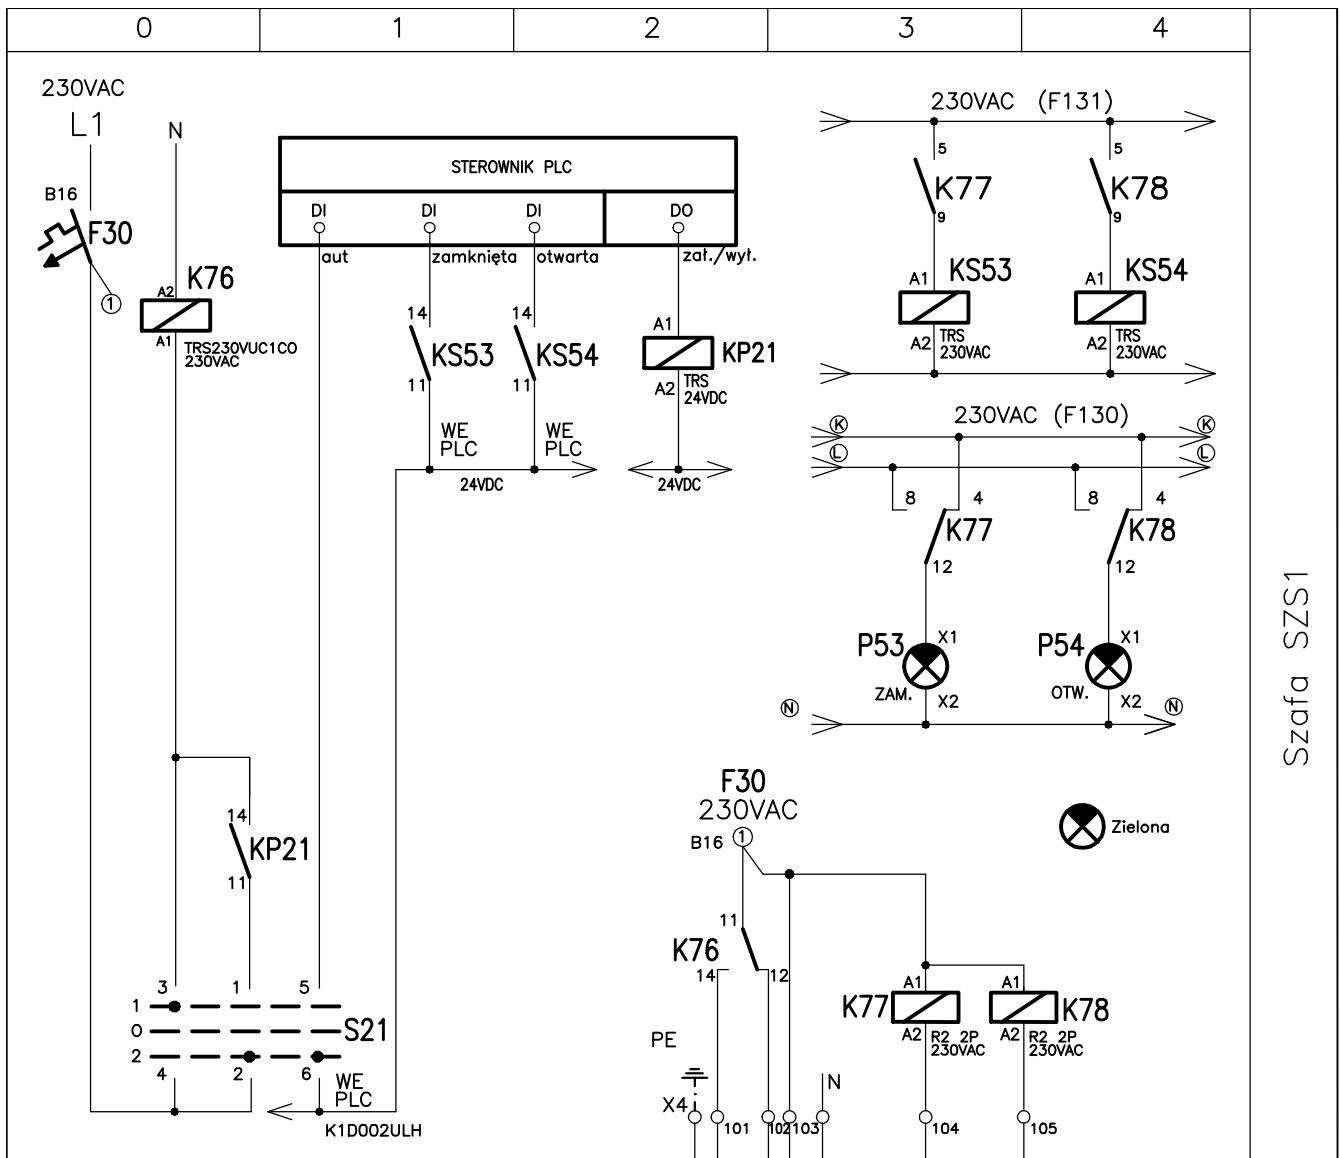 0 1 2 3 4
230VAC
L1
N
B16
F30
1
A2
K76
A1
TRS230VUC1CO
230VAC
STEROWNIK PLC
DI DI DI DO
aut zamknięta otwarta zał./wył.
14 14
KS53 KS54
11 11
A1
KP21
A2
TRS
24VDC
WE
PLC
WE
PLC
24VDC 24VDC
230VAC (F131)
5 5
K77 K78
9 9
KS53 KS54
A1 A1
A2 A2
TRS
230VAC
TRS
230VAC
230VAC (F130)
K K
L L
8 4 8 4
K77 K78
12 12
P53 X1 P54 X1
ZAM. X2 OTW. X2
N N
Zielona
Szafa SZS1
14
KP21
11
3 1 5
1
0 S21
2
4 2 6
WE
PLC
K1D002ULH
F30
230VAC
B16 1
11
K76
14 12
A1 A1
K77 K78
A2 A2
R2 2P
230VAC
R2 2P
230VAC
PE
N
X4
101 102 103 104 105